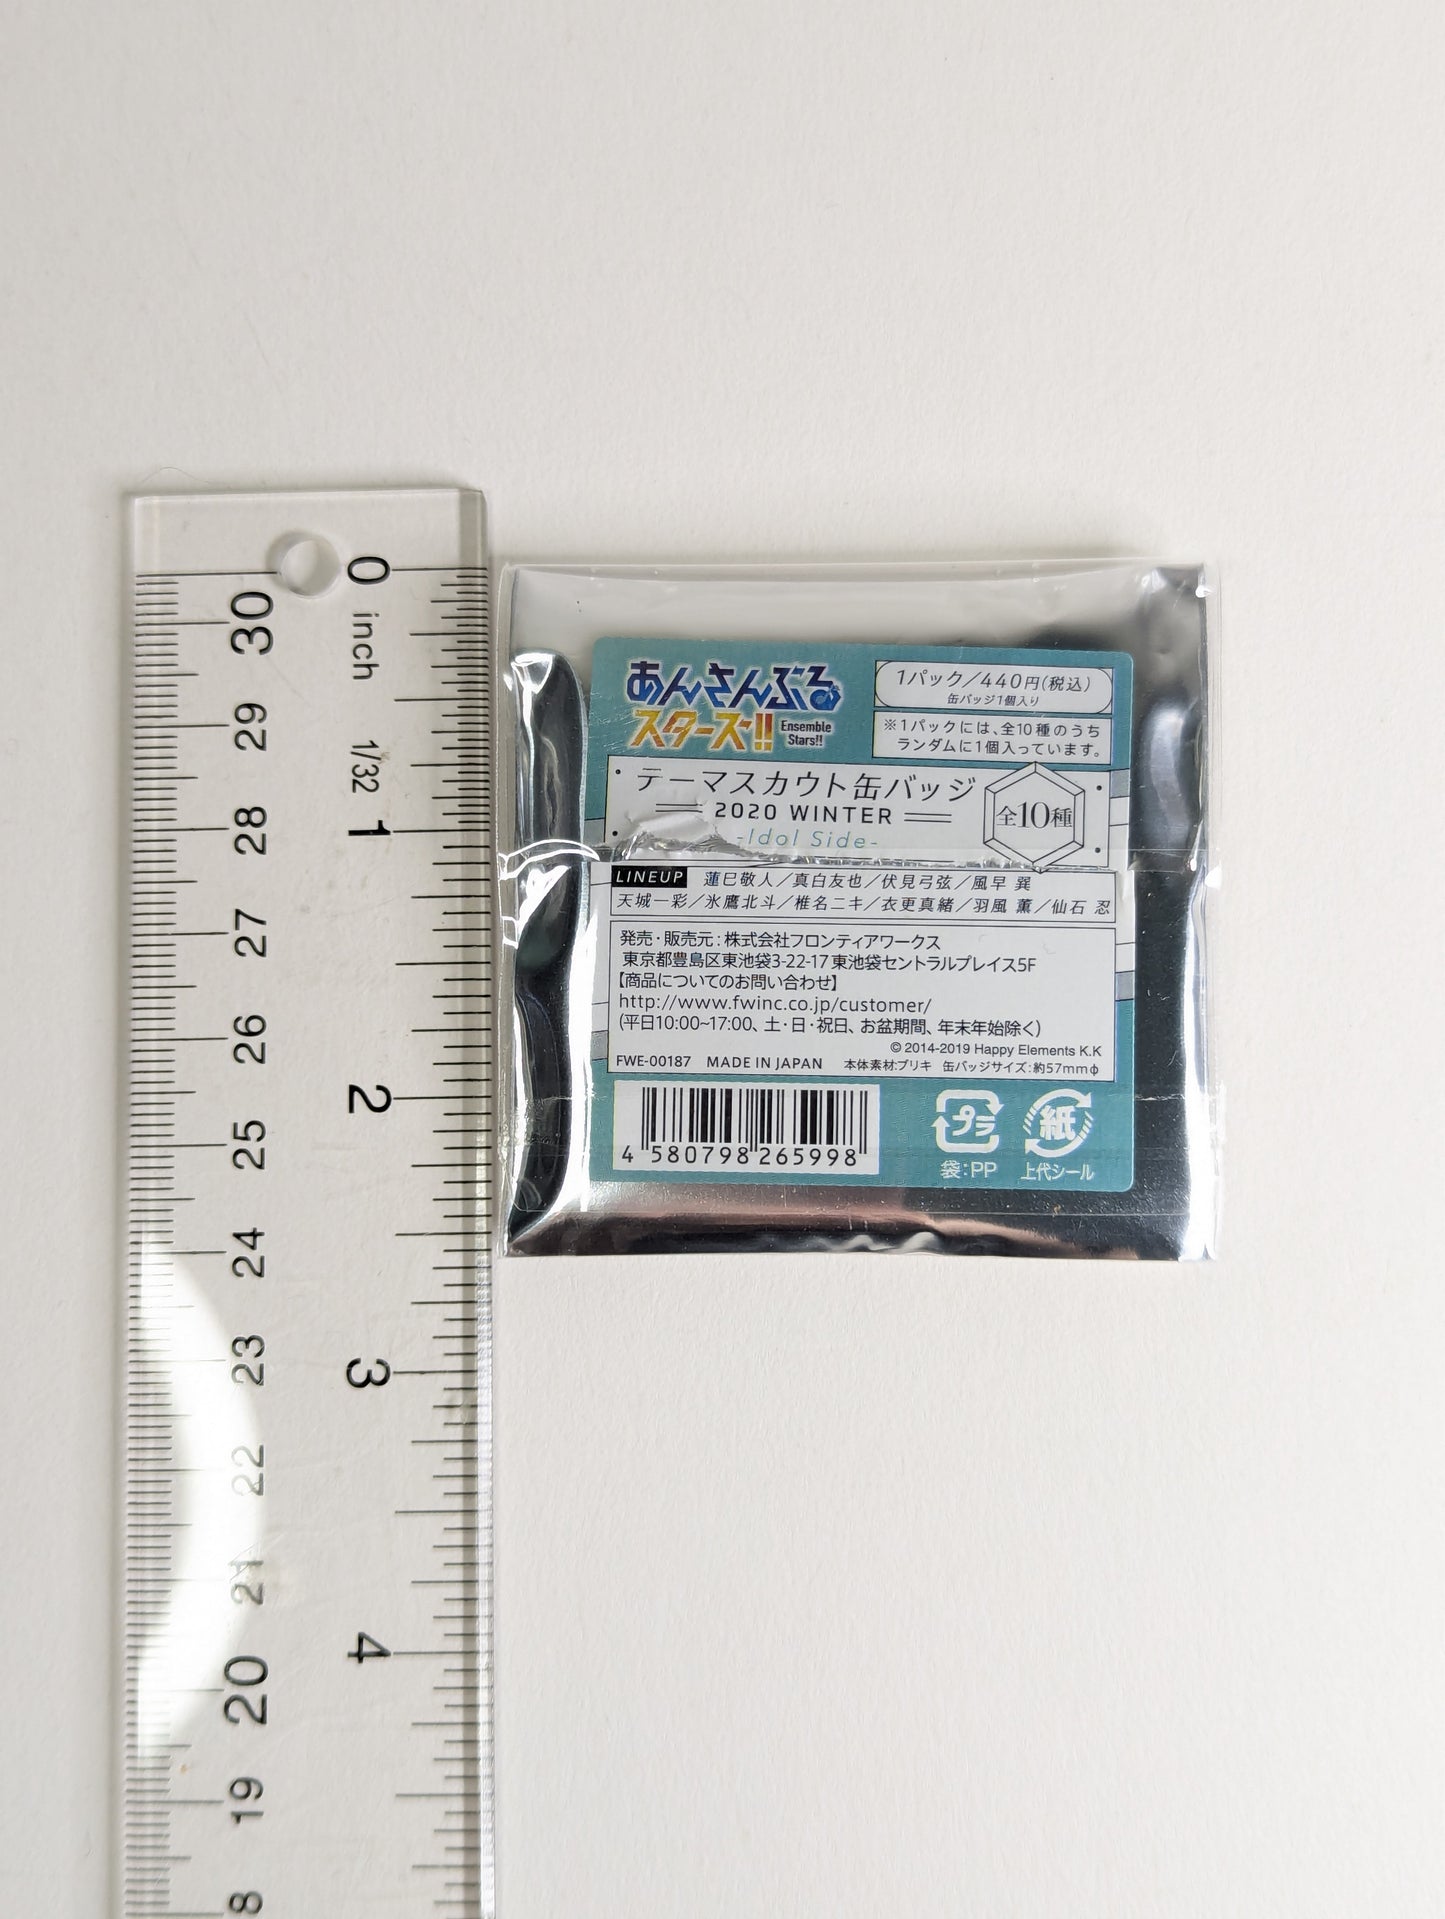 0
inch
1/32
1
2
3
4
30
29
28
27
26
25
24
23
22
21
20
19
8
あんさんぶる
スターズ!!
Ensemble
Stars!!
1パック／440円(税込)
缶バッジ1個入り
※1パックには、全10種のうち
ランダムに1個入っています。
テーマスカウト缶バッジ
2020 WINTER
-Idol Side-
全10種
LINEUP 蓮巳敬人／真白友也／伏見弓弦／風早 巽
天城一彩／氷鷹北斗／椎名ニキ／衣更真緒／羽風 薫／仙石 忍
発売・販売元：株式会社フロンティアワークス
東京都豊島区東池袋3-22-17 東池袋セントラルプレイス5F
【商品についてのお問い合わせ】
http://www.fwinc.co.jp/customer/
(平日10:00~17:00、土・日・祝日、お盆期間、年末年始除く)
© 2014-2019 Happy Elements K.K
FWE-00187 MADE IN JAPAN 本体素材:ブリキ 缶バッジサイズ:約57mmφ
4 580798 265998
プラ
袋:PP
紙
上代シール